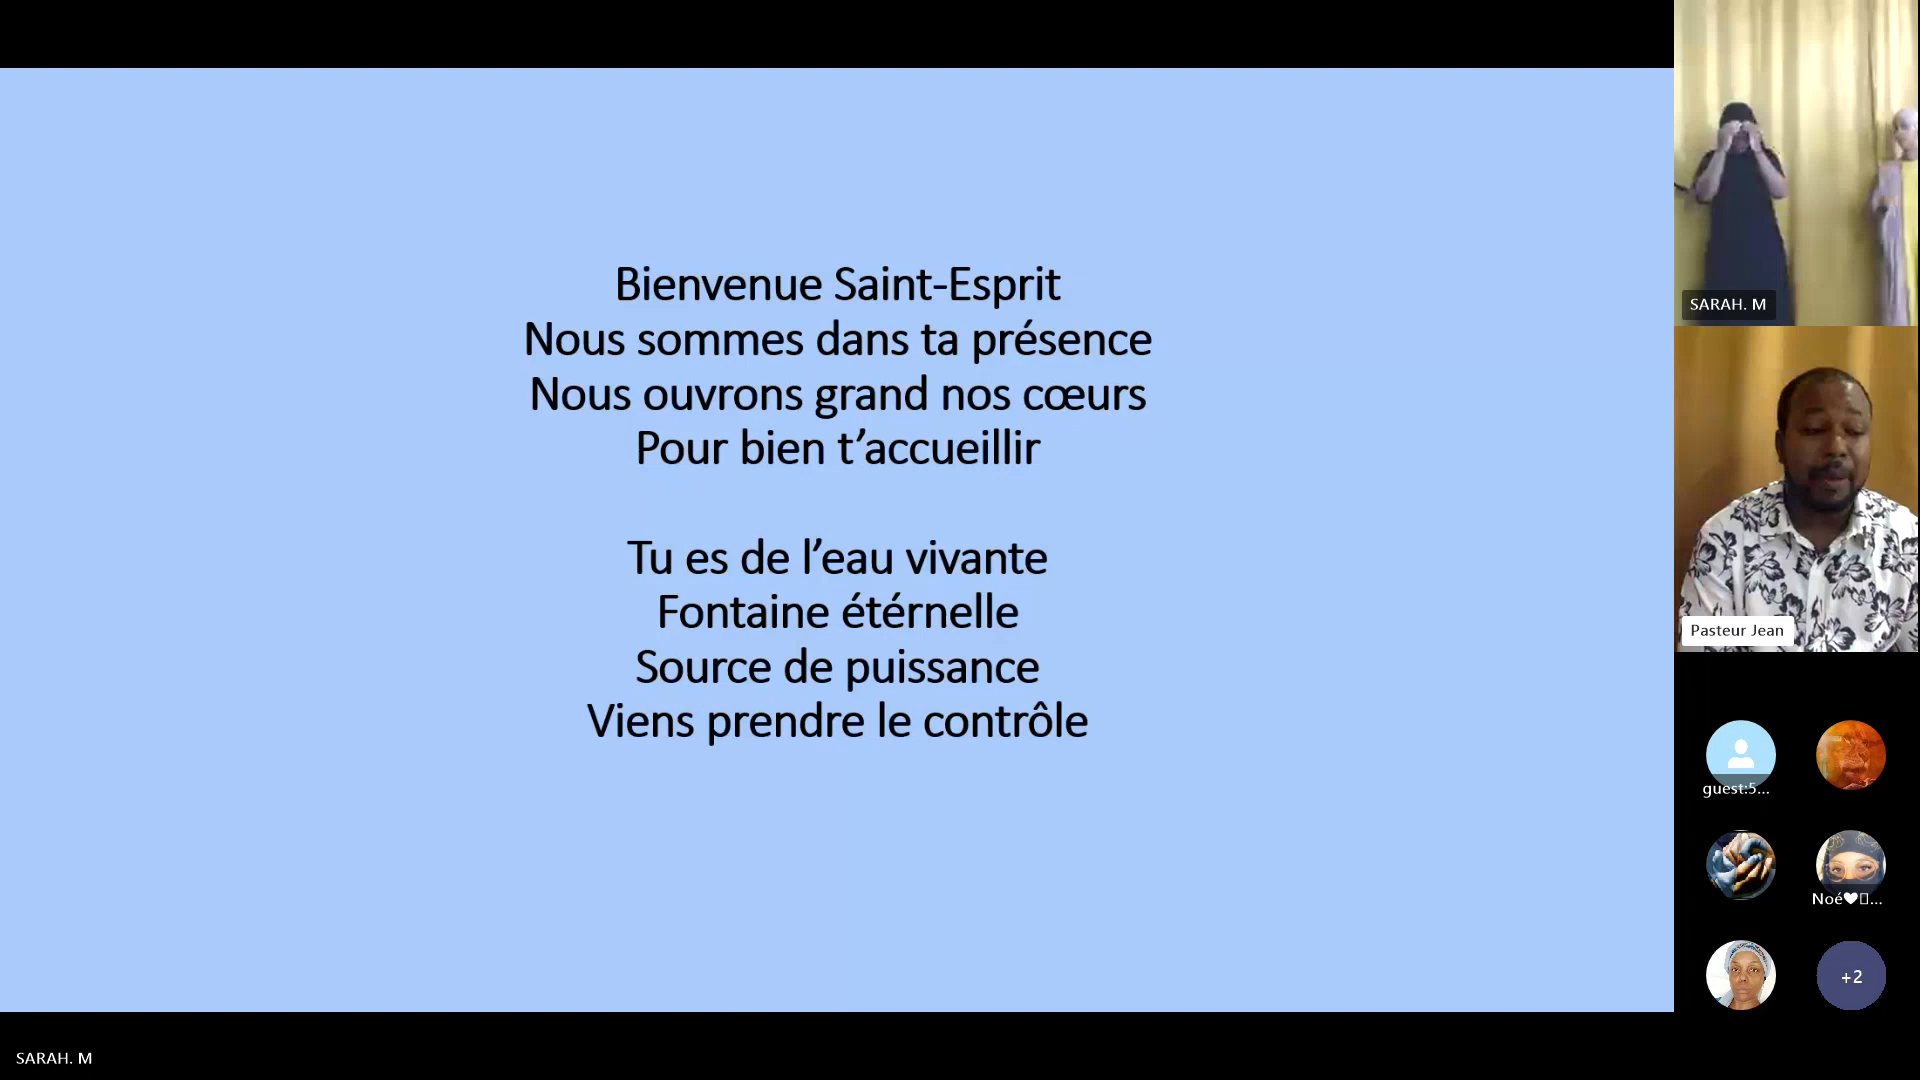 Bienvenue Saint-Esprit
Nous sommes dans ta présence
Nous ouvrons grand nos cœurs
Pour bien t’accueillir
Tu es de l’eau vivante
Fontaine étérnelle
Source de puissance
Viens prendre le contrôle
SARAH. M
Pasteur Jean
guest:5...
Noé❤▯...
+2
SARAH. M